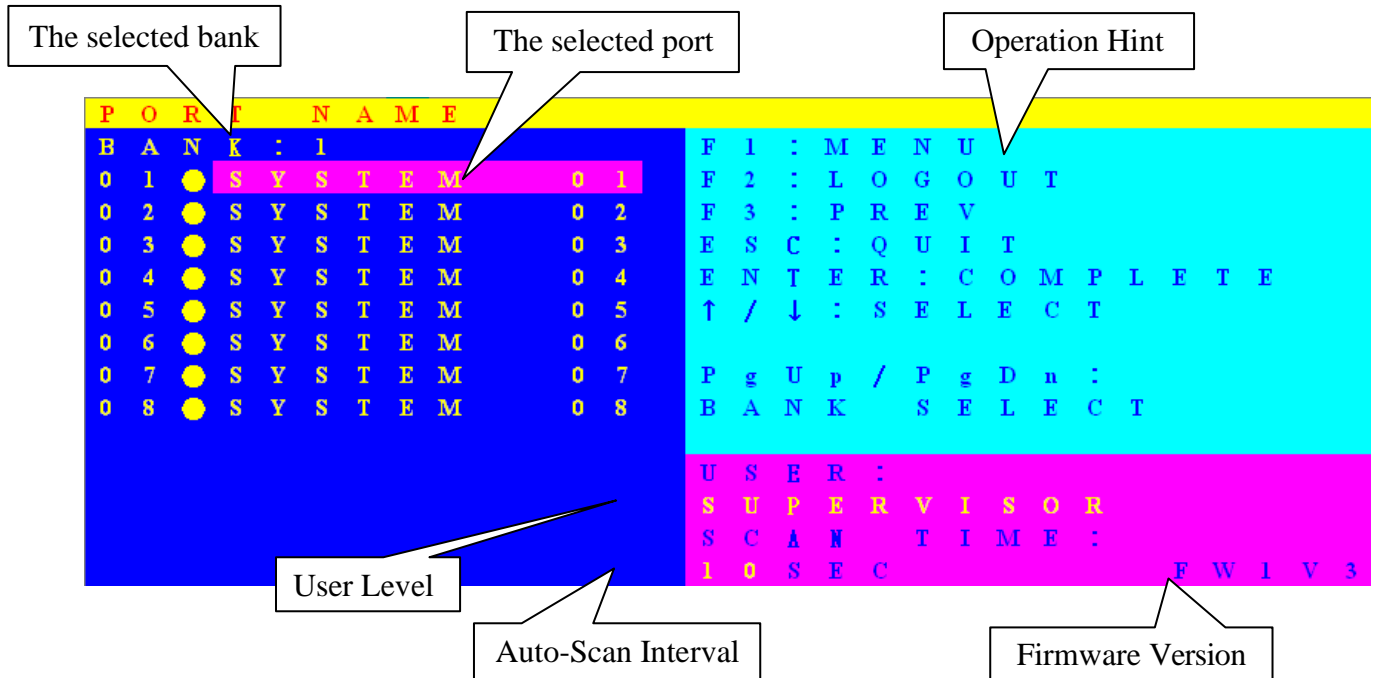 The selected bank
The selected port
Operation Hint
PORT NAME
BANK:1
01●SYSTEM 01
02●SYSTEM 02
03●SYSTEM 03
04●SYSTEM 04
05●SYSTEM 05
06●SYSTEM 06
07●SYSTEM 07
08●SYSTEM 08
F1:MENU
F2:LOGOUT
F3:PREV
ESC:QUIT
ENTER:COMPLETE
↑/↓:SELECT
PgUp/PgDn:
BANK SELECT
USER:
SUPERVISOR
SCAN TIME:
10SEC FW1V3
User Level
Auto-Scan Interval
Firmware Version